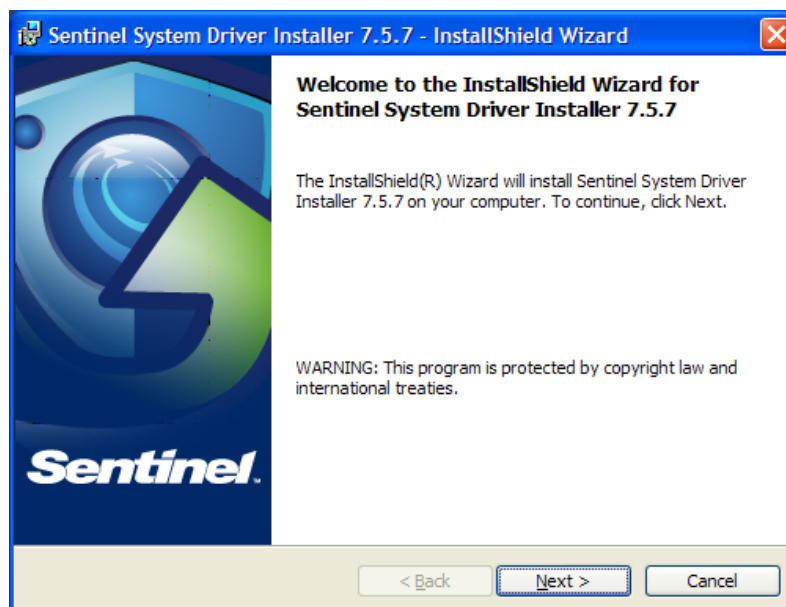 Sentinel System Driver Installer 7.5.7 - InstallShield Wizard
Welcome to the InstallShield Wizard for
Sentinel System Driver Installer 7.5.7
The InstallShield(R) Wizard will install Sentinel System Driver
Installer 7.5.7 on your computer. To continue, click Next.
WARNING: This program is protected by copyright law and
international treaties.
Sentinel™
< Back
Next >
Cancel